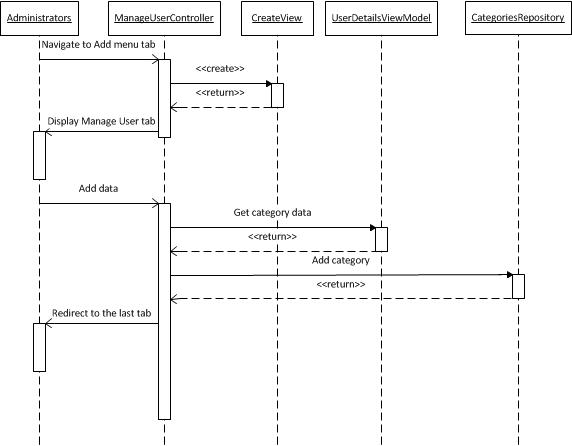 Administrators
ManageUserController
CreateView
UserDetailsViewModel
CategoriesRepository
Navigate to Add menu tab
<<create>>
<<return>>
Display Manage User tab
Add data
Get category data
<<return>>
Add category
<<return>>
Redirect to the last tab